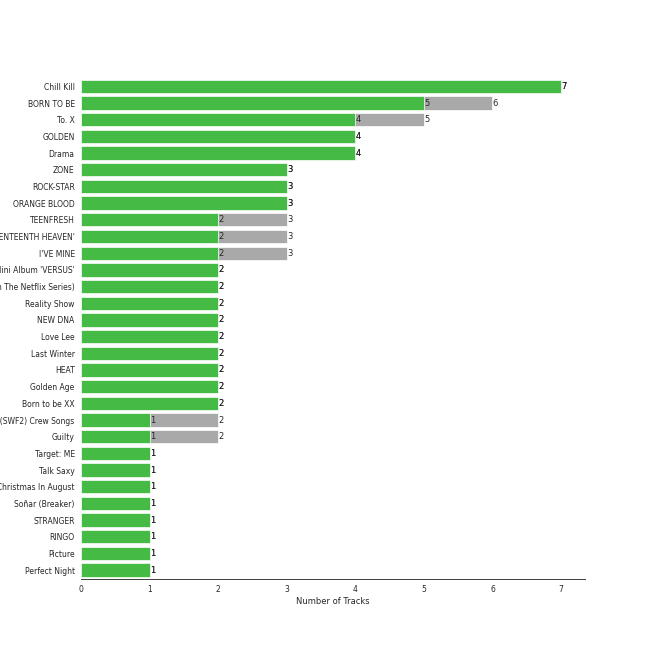 Chill Kill 7
BORN TO BE 5 6
To. X 4 5
GOLDEN 4
Drama 4
ZONE 3
ROCK-STAR 3
ORANGE BLOOD 3
TEENFRESH 2 3
ENTEENTH HEAVEN' 2 3
I'VE MINE 2 3
ini Album 'VERSUS' 2
The Netflix Series) 2
Reality Show 2
NEW DNA 2
Love Lee 2
Last Winter 2
HEAT 2
Golden Age 2
Born to be XX 2
(SWF2) Crew Songs 1 2
Guilty 1 2
Target: ME 1
Talk Saxy 1
Christmas In August 1
Soñar (Breaker) 1
STRANGER 1
RINGO 1
Picture 1
Perfect Night 1
0 1 2 3 4 5 6 7
Number of Tracks